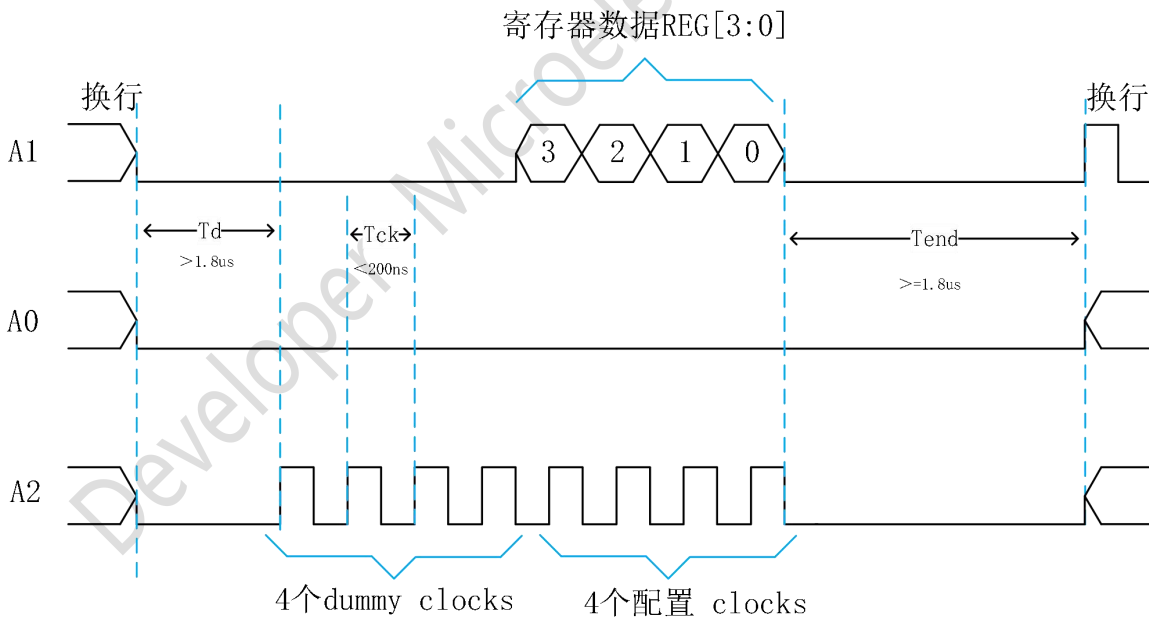 寄存器数据REG[3:0]
换行
换行
A1
3
2
1
0
Td
>1.8us
Tck
<200ns
Tend
>=1.8us
A0
A2
4个dummy clocks
4个配置 clocks
Developer Microele